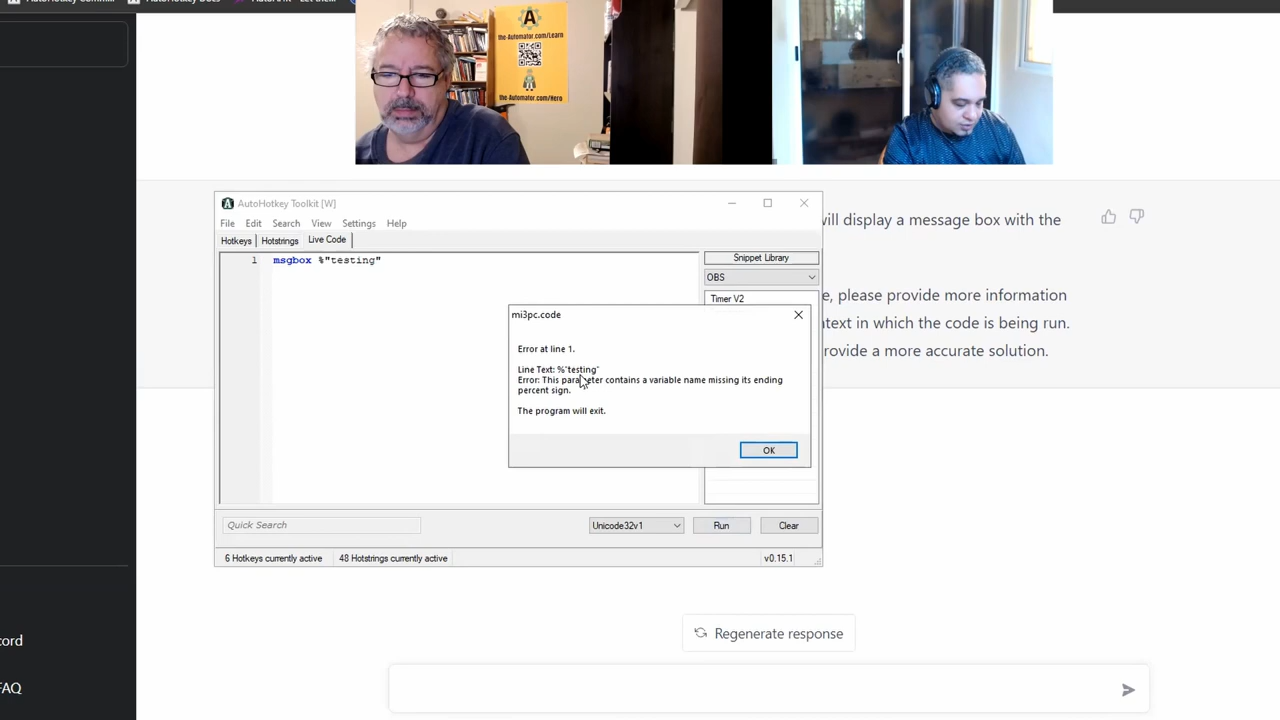 the-Automator.com/Learn
the-Automator.com/Hero
AutoHotkey Toolkit [W]
File Edit Search View Settings Help
Hotkeys Hotstrings Live Code
Snippet Library
OBS
Timer V2
1 msgbox %"testing"
will display a message box with the
e, please provide more information
ntext in which the code is being run.
rovide a more accurate solution.
mi3pc.code
Error at line 1.
Line Text: %"testing"
Error: This parameter contains a variable name missing its ending
percent sign.
The program will exit.
OK
Quick Search
Unicode32v1
Run
Clear
6 Hotkeys currently active
48 Hotstrings currently active
v0.15.1
Regenerate response
cord
FAQ